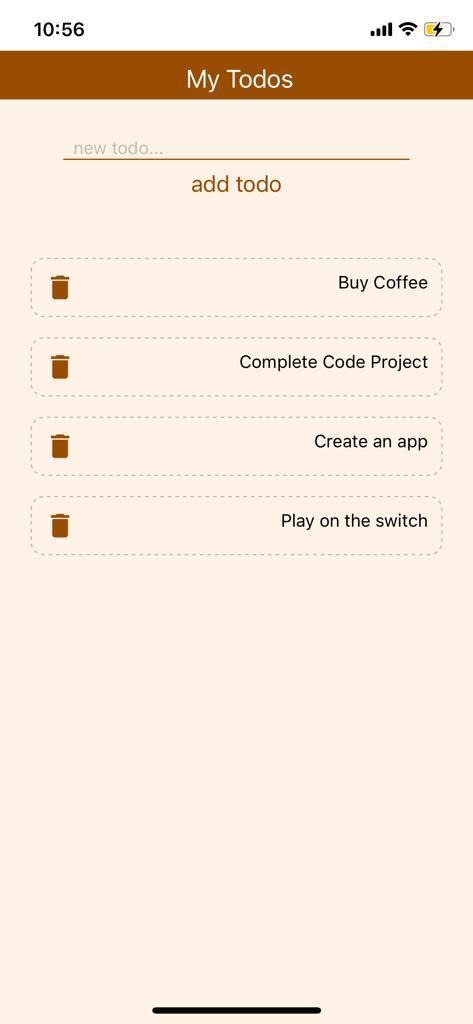 10:56
My Todos
new todo...
add todo
Buy Coffee
Complete Code Project
Create an app
Play on the switch